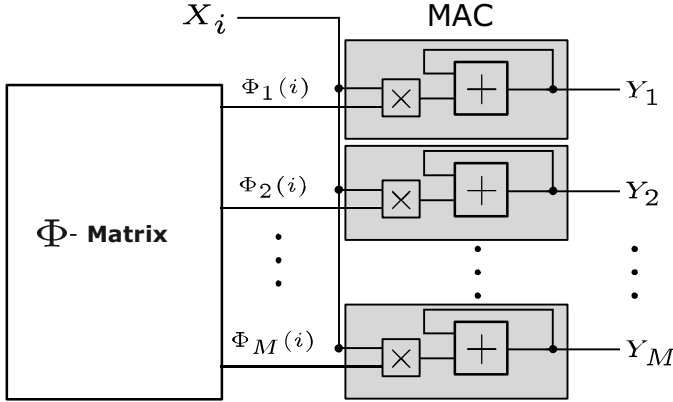 X_i
MAC
Φ_1(i)
×
+
Y_1
Φ_2(i)
×
+
Y_2
Φ- Matrix
Φ_M(i)
×
+
Y_M